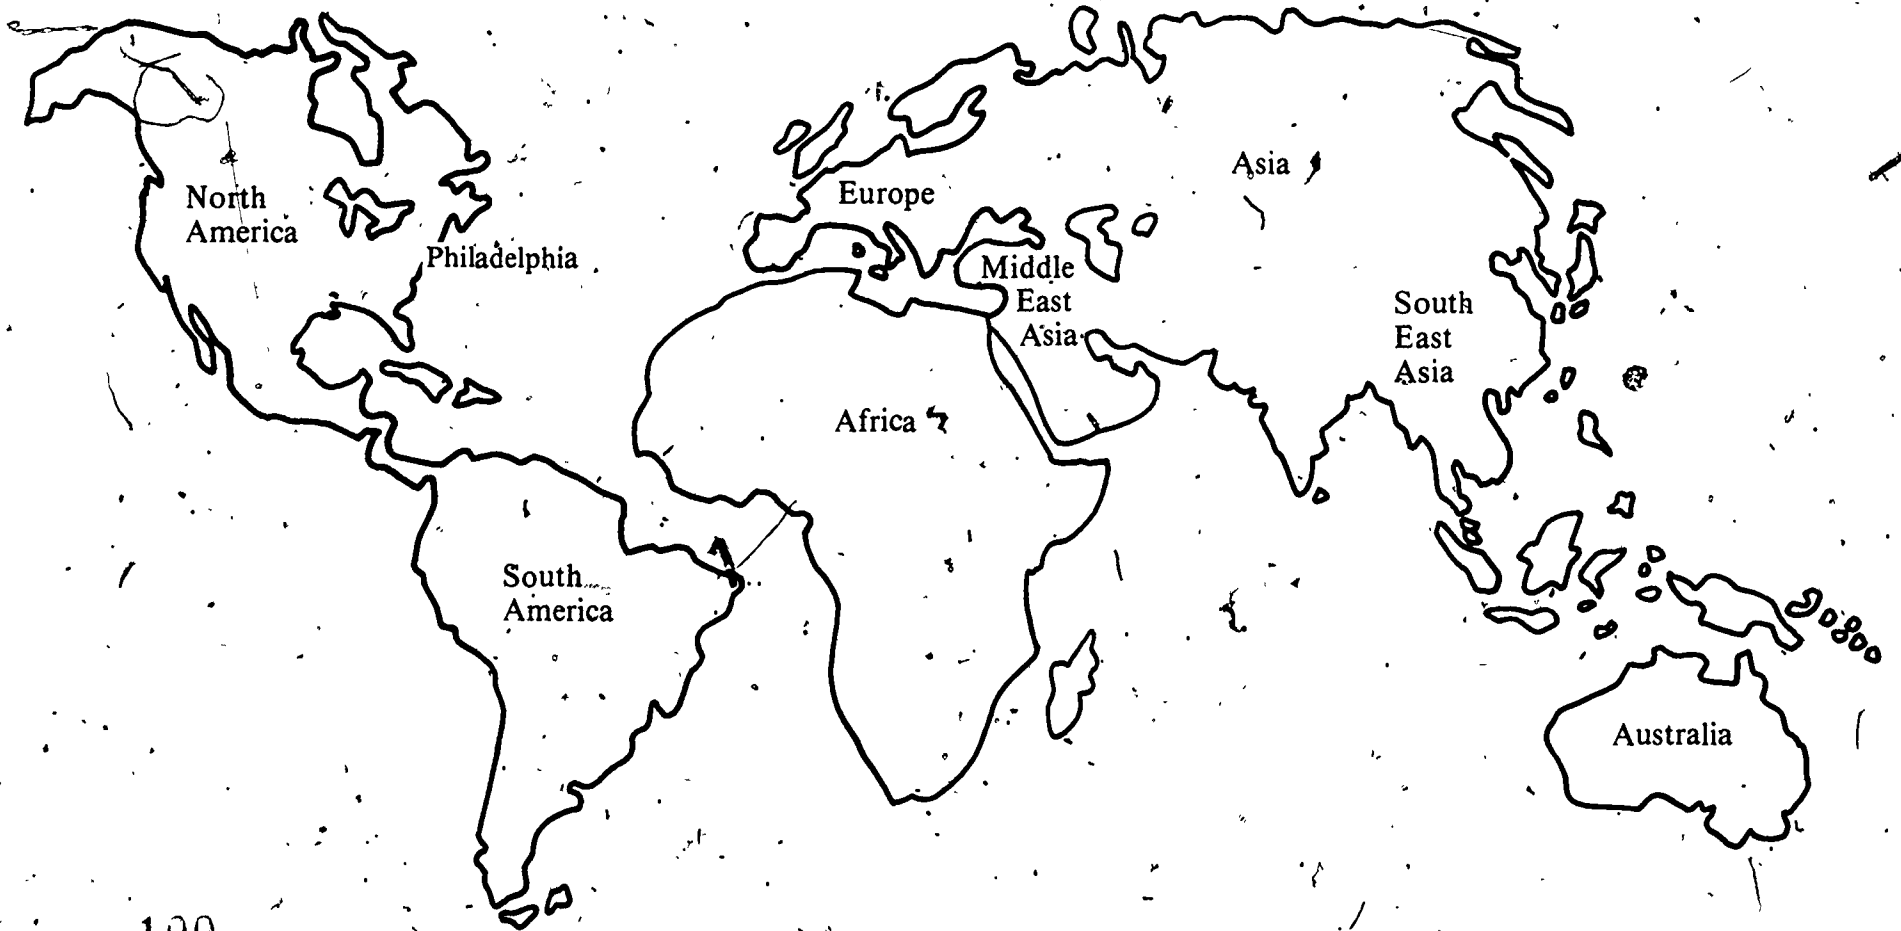 North
America
Philadelphia
Europe
Asia
Middle
East
Asia
South
East
Asia
Africa
South
America
Australia